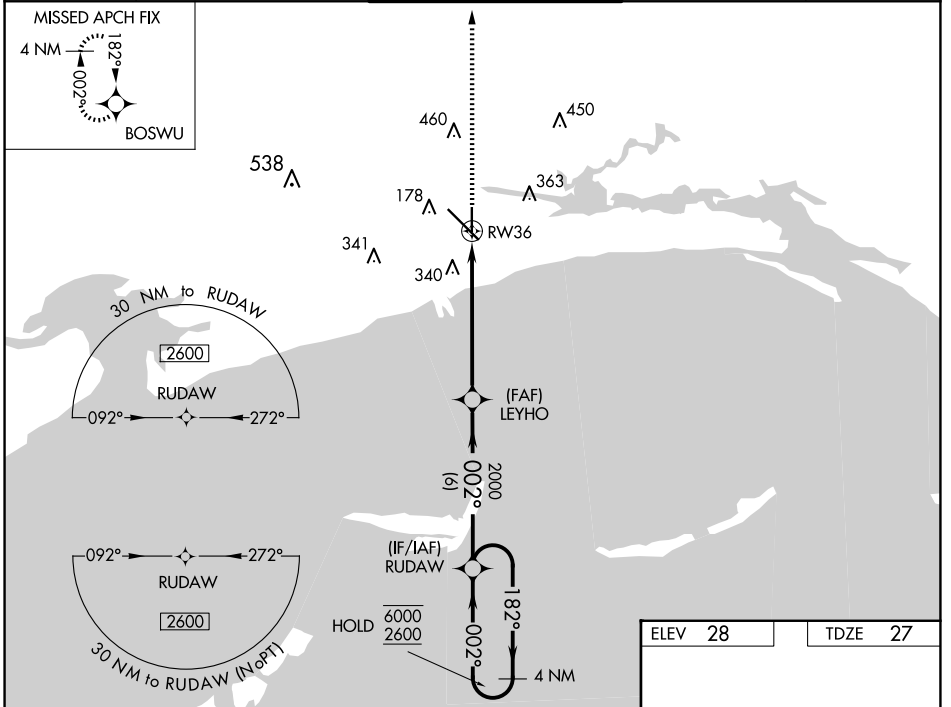 MISSED APCH FIX
4 NM
182°
002°
BOSWU
460
450
538
363
178
RW36
341
340
30 NM to RUDAW
2600
RUDAW
092°
272°
(FAF)
LEYHO
2000
002°
(6)
092°
272°
RUDAW
2600
30 NM to RUDAW (NoPT)
(IF/IAF)
RUDAW
HOLD
6000
2600
182°
002°
4 NM
ELEV 28
TDZE 27